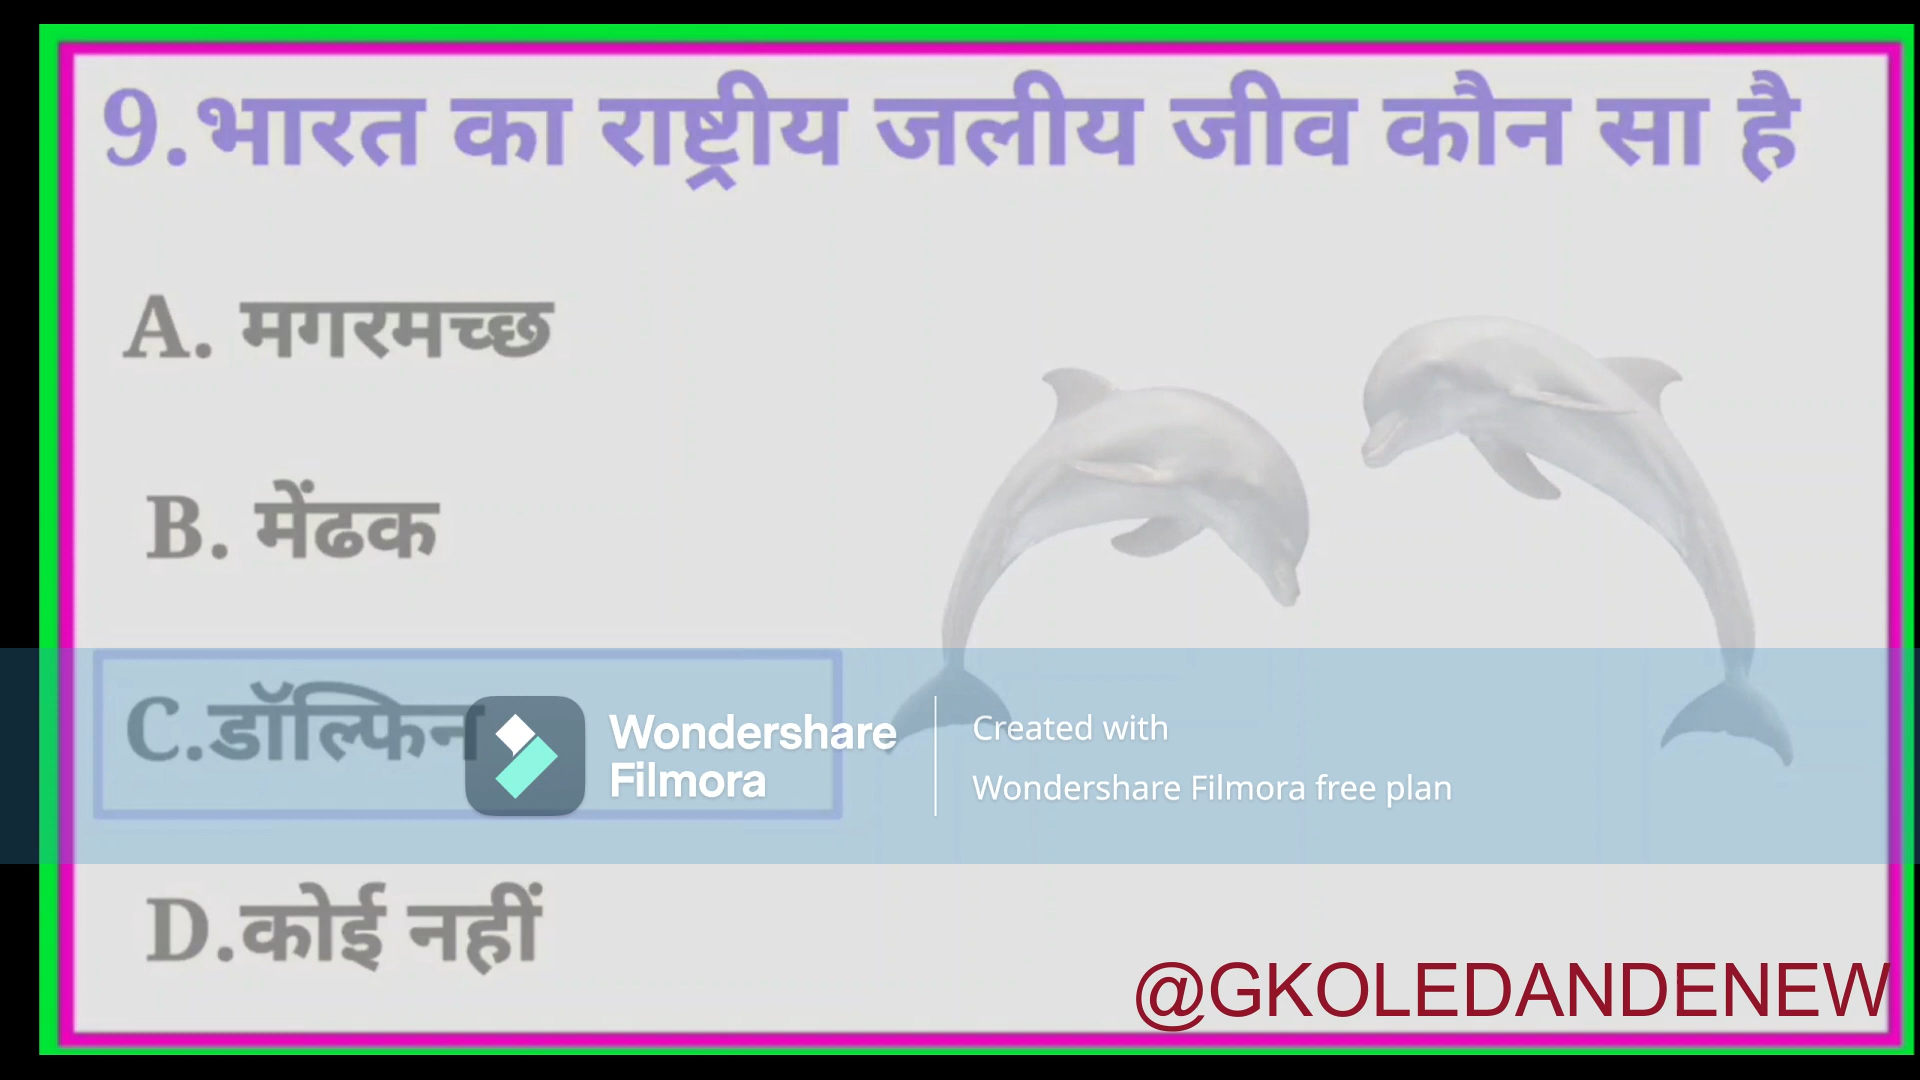 9.भारत का राष्ट्रीय जलीय जीव कौन सा है
A. मगरमच्छ
B. मेंढक
C.डॉल्फिन
Wondershare
Filmora
Created with
Wondershare Filmora free plan
D.कोई नहीं
@GKOLEDANDENEW